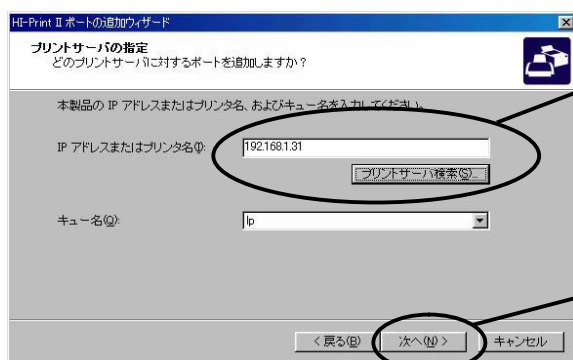 HI-Print II ポートの追加ウィザード
プリントサーバの指定
どのプリントサーバに対するポートを追加しますか？
本製品の IP アドレスまたはプリンタ名、およびキュー名を入力してください。
IP アドレスまたはプリンタ名(I):
192.168.1.31
プリントサーバ検索(S)...
キュー名(Q):
lp
< 戻る(B)
次へ(N) >
キャンセル